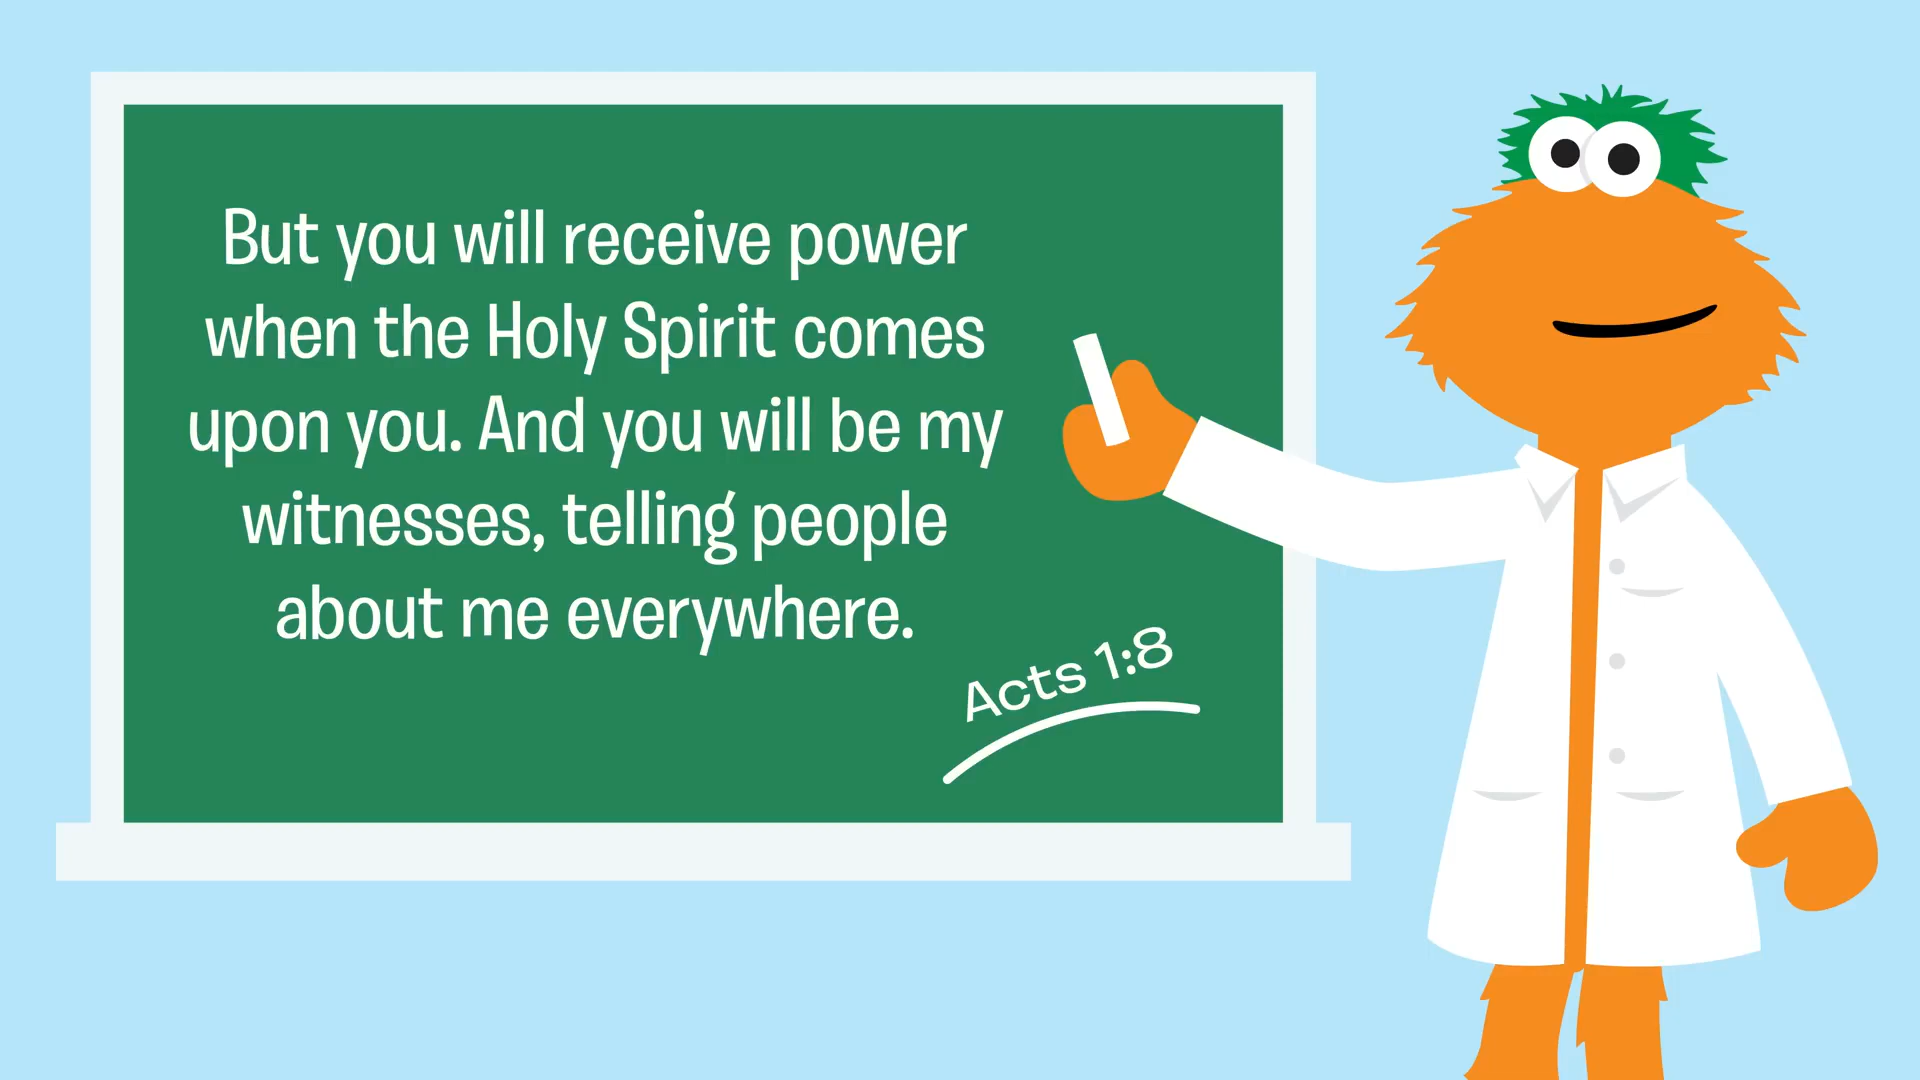 But you will receive power
when the Holy Spirit comes
upon you. And you will be my
witnesses, telling people
about me everywhere.
Acts 1:8